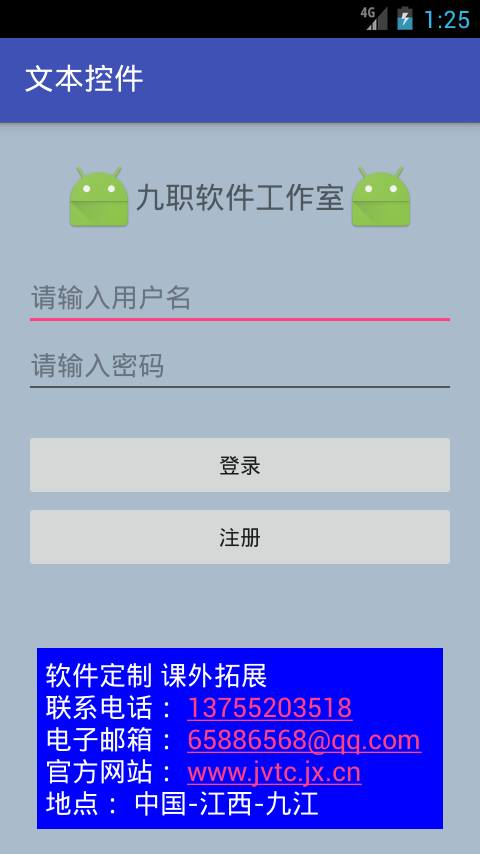 4G 1:25
文本控件
九职软件工作室
请输入用户名
请输入密码
登录
注册
软件定制 课外拓展
联系电话：13755203518
电子邮箱：65886568@qq.com
官方网站：www.jvtc.jx.cn
地点：中国-江西-九江